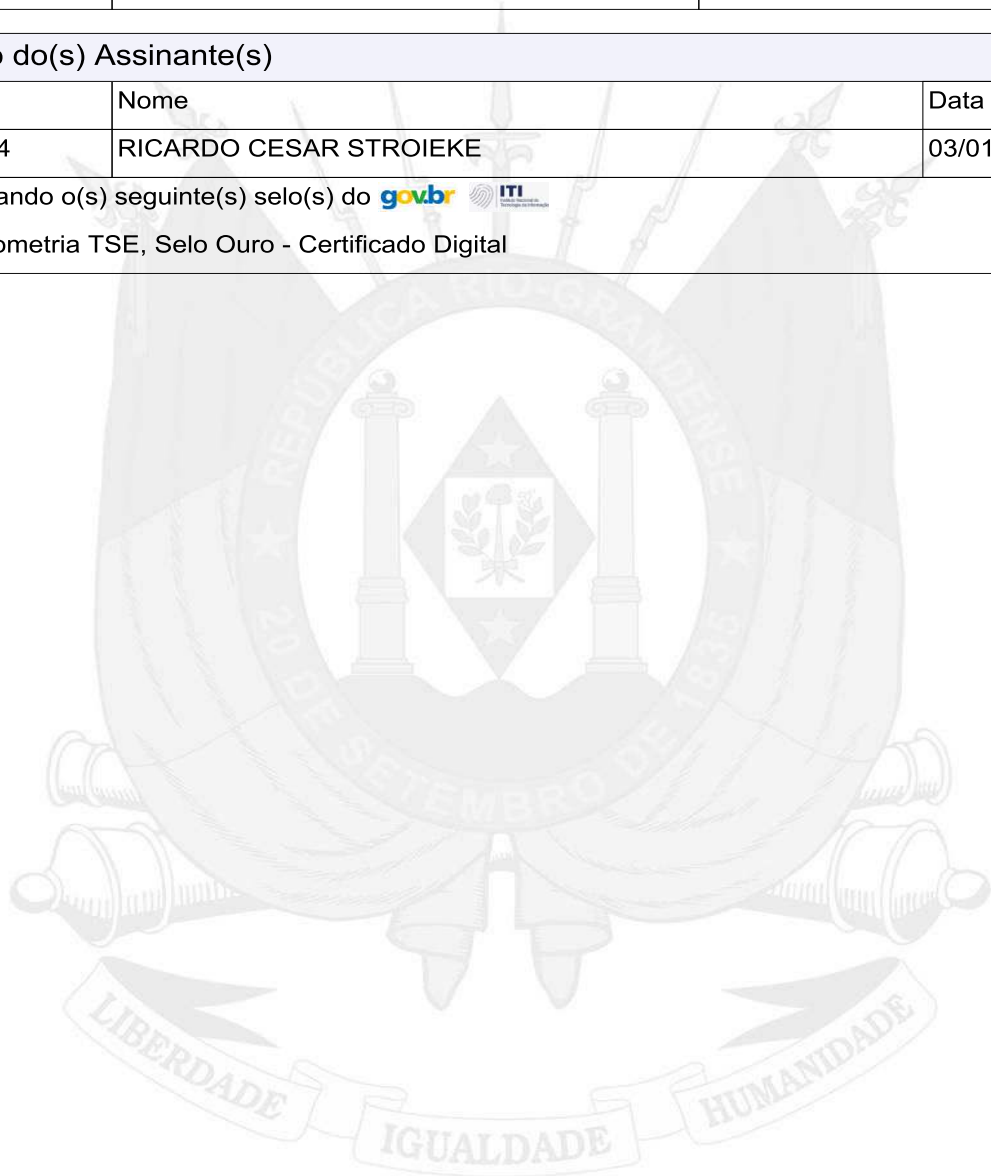 o do(s) Assinante(s)
Nome
Data
4
RICARDO CESAR STROIEKE
03/01
ando o(s) seguinte(s) selo(s) do gov.br ITI
ometria TSE, Selo Ouro - Certificado Digital
REPÚBLICA RIO-GRANDENSE
20 DE SETEMBRO DE 1835
LIBERDADE
IGUALDADE
HUMANIDADE